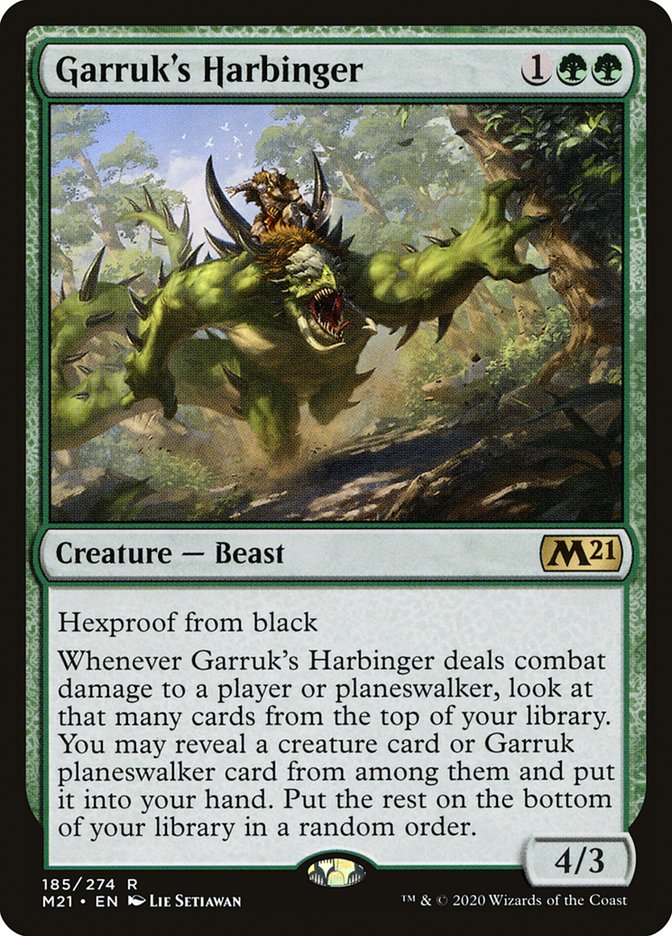 Garruk's Harbinger 1
Creature — Beast M21
Hexproof from black
Whenever Garruk's Harbinger deals combat
damage to a player or planeswalker, look at
that many cards from the top of your library.
You may reveal a creature card or Garruk
planeswalker card from among them and put
it into your hand. Put the rest on the bottom
of your library in a random order.
4/3
185/274 R
M21 • EN Lie Setiawan ™ & © 2020 Wizards of the Coast